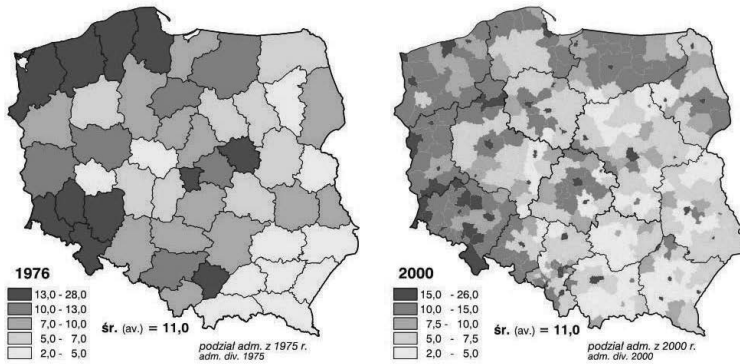 1976
13,0 - 28,0
10,0 - 13,0
7,0 - 10,0
5,0 - 7,0
2,0 - 5,0
śr. (av.) = 11,0
podział adm. z 1975 r.
adm. div. 1975
2000
15,0 - 26,0
10,0 - 15,0
7,5 - 10,0
5,0 - 7,5
2,0 - 5,0
śr. (av.) = 11,0
podział adm. z 2000 r.
adm. div. 2000